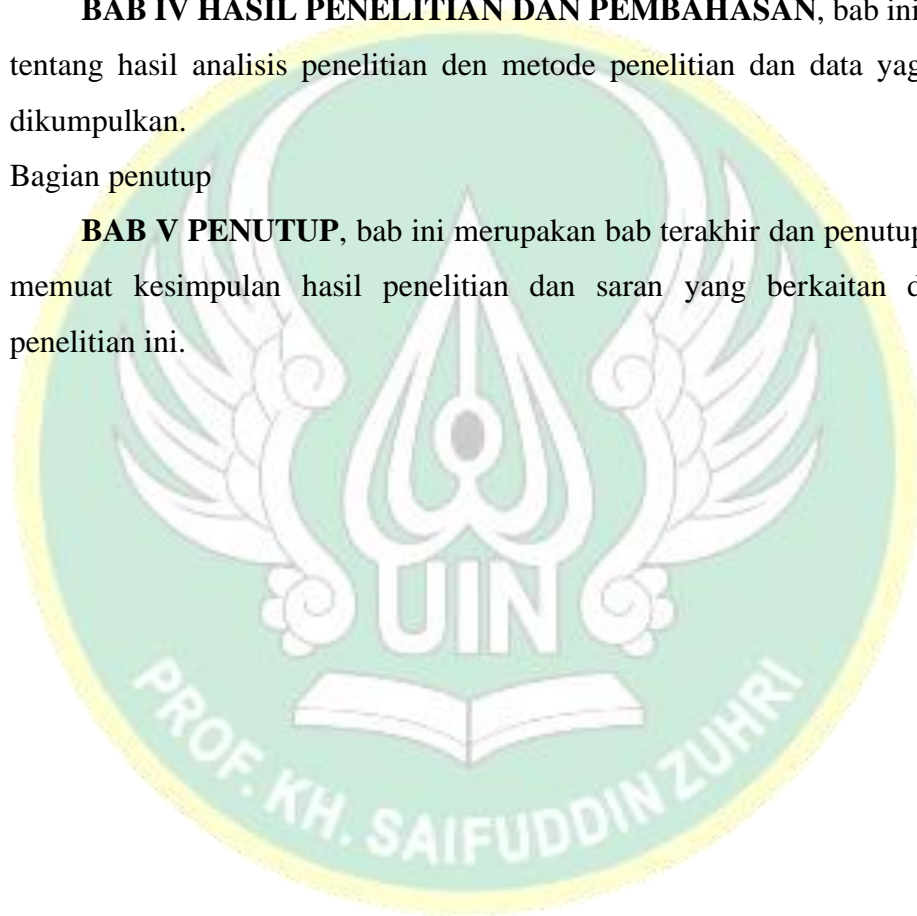 BAB IV HASIL PENELITIAN DAN PEMBAHASAN, bab ini
tentang hasil analisis penelitian den metode penelitian dan data yag
dikumpulkan.
Bagian penutup
BAB V PENUTUP, bab ini merupakan bab terakhir dan penutup
memuat kesimpulan hasil penelitian dan saran yang berkaitan d
penelitian ini.
UIN
PROF. KH. SAIFUDDIN ZUHRI